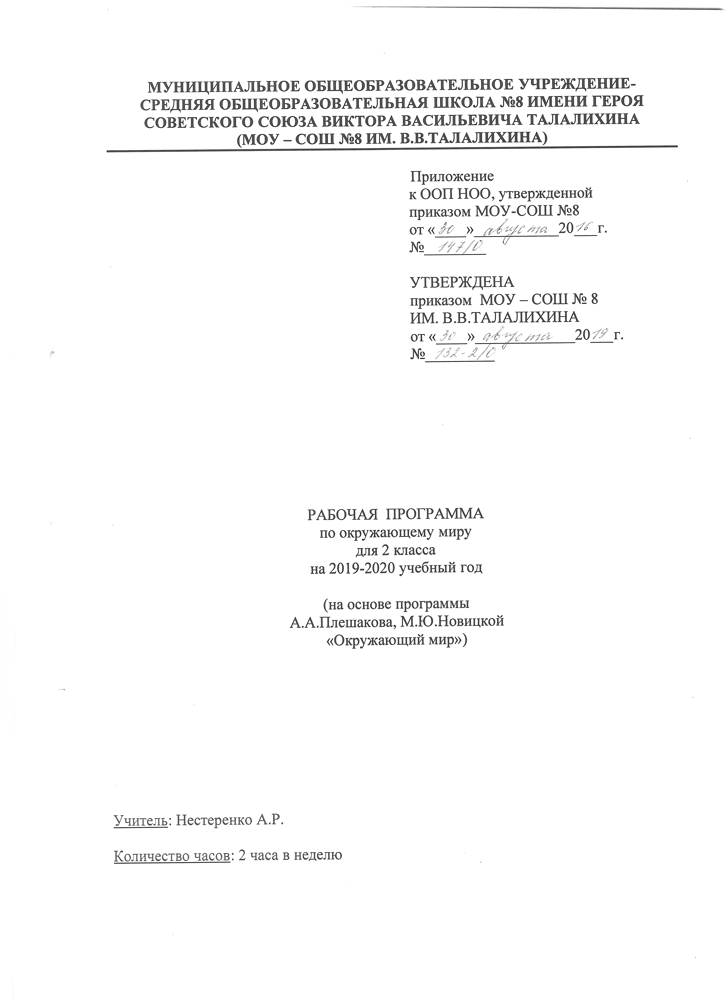 МУНИЦИПАЛЬНОЕ ОБЩЕОБРАЗОВАТЕЛЬНОЕ УЧРЕЖДЕНИЕ-
СРЕДНЯЯ ОБЩЕОБРАЗОВАТЕЛЬНАЯ ШКОЛА №8 ИМЕНИ ГЕРОЯ
СОВЕТСКОГО СОЮЗА ВИКТОРА ВАСИЛЬЕВИЧА ТАЛАЛИХИНА
(МОУ – СОШ №8 ИМ. В.В.ТАЛАЛИХИНА)
Приложение
к ООП НОО, утвержденной
приказом МОУ-СОШ №8
от «30» августа 2016 г.
№ 147/О
УТВЕРЖДЕНА
приказом МОУ – СОШ № 8
ИМ. В.В.ТАЛАЛИХИНА
от «30» августа 2019 г.
№ 132-2/О
РАБОЧАЯ ПРОГРАММА
по окружающему миру
для 2 класса
на 2019-2020 учебный год
(на основе программы
А.А.Плешакова, М.Ю.Новицкой
«Окружающий мир»)
Учитель: Нестеренко А.Р.
Количество часов: 2 часа в неделю